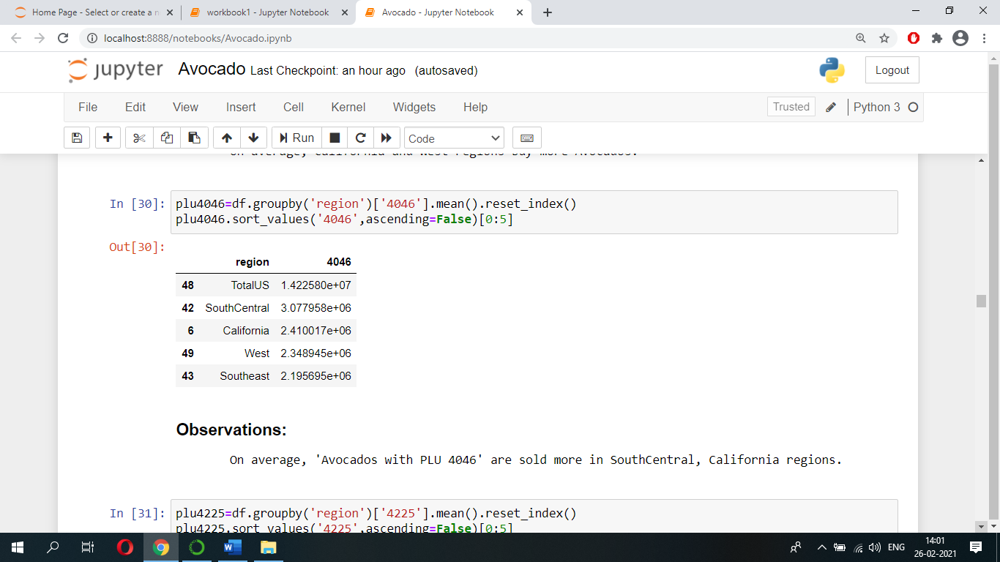 Home Page - Select or create a n
workbook1 - Jupyter Notebook
Avocado - Jupyter Notebook
localhost:8888/notebooks/Avocado.ipynb
jupyter Avocado Last Checkpoint: an hour ago (autosaved)
Logout
File Edit View Insert Cell Kernel Widgets Help
Trusted
Python 3
Run
Code
On average, California and West regions buy more Avocados.
In [30]: plu4046=df.groupby('region')['4046'].mean().reset_index()
plu4046.sort_values('4046',ascending=False)[0:5]
Out[30]:
region 4046
48 TotalUS 1.422580e+07
42 SouthCentral 3.077958e+06
6 California 2.410017e+06
49 West 2.348945e+06
43 Southeast 2.195695e+06
Observations:
On average, 'Avocados with PLU 4046' are sold more in SouthCentral, California regions.
In [31]: plu4225=df.groupby('region')['4225'].mean().reset_index()
plu4225.sort_values('4225',ascending=False)[0:5]
ENG
14:01
26-02-2021